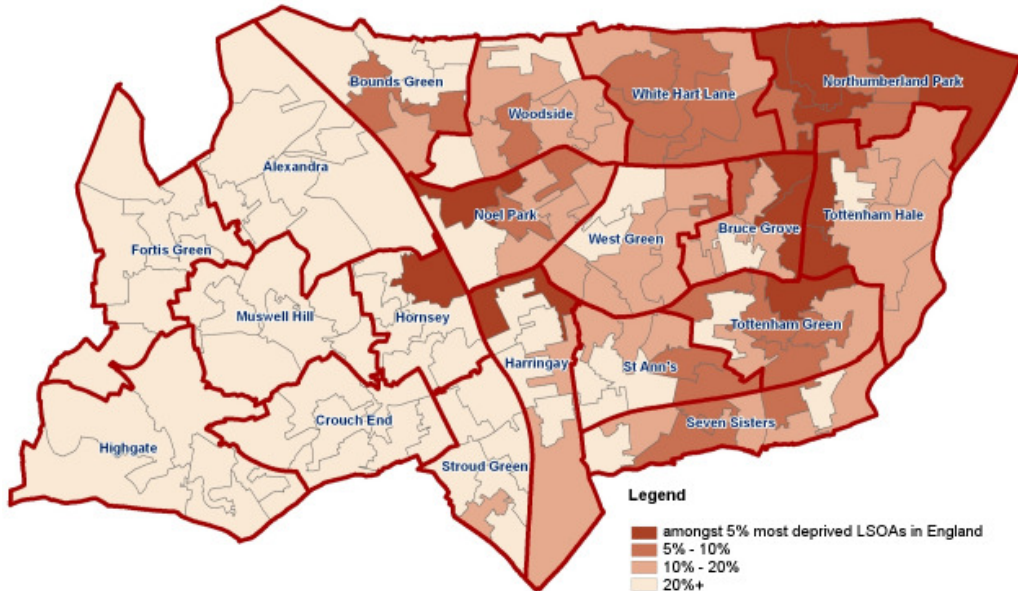 Bounds Green
Woodside
White Hart Lane
Northumberland Park
Alexandra
Noel Park
West Green
Bruce Grove
Tottenham Hale
Fortis Green
Muswell Hill
Hornsey
Harringay
St Ann's
Tottenham Green
Highgate
Crouch End
Stroud Green
Seven Sisters
Legend
amongst 5% most deprived LSOAs in England
5% - 10%
10% - 20%
20%+